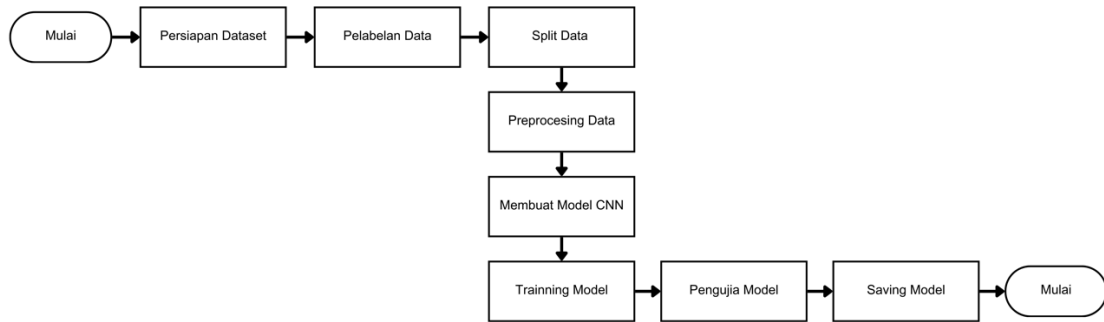 Mulai
Persiapan Dataset
Pelabelan Data
Split Data
Preprocesing Data
Membuat Model CNN
Trainning Model
Pengujia Model
Saving Model
Mulai